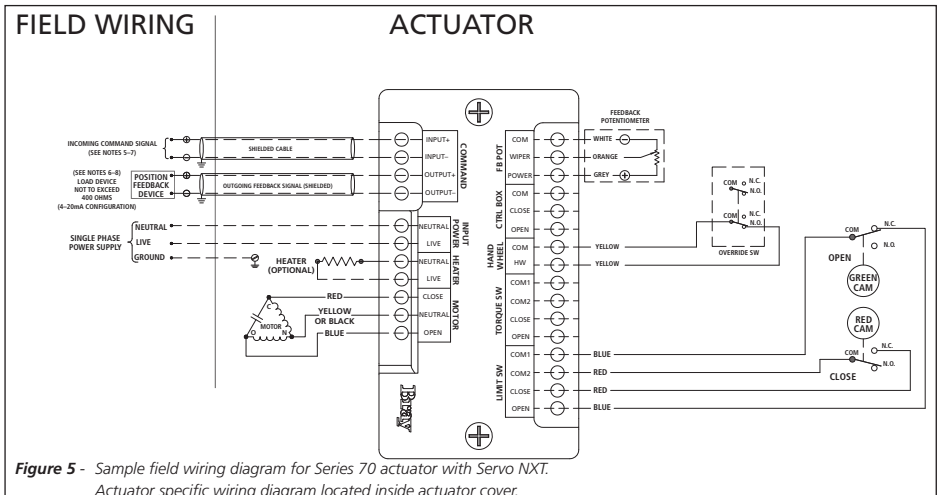 FIELD WIRING
ACTUATOR
INCOMING COMMAND SIGNAL
(SEE NOTES 5–7)
SHIELDED CABLE
(SEE NOTES 6–8)
LOAD DEVICE
NOT TO EXCEED
400 OHMS
(4–20mA CONFIGURATION)
POSITION
FEEDBACK
DEVICE
OUTGOING FEEDBACK SIGNAL (SHIELDED)
SINGLE PHASE
POWER SUPPLY
NEUTRAL
LIVE
GROUND
HEATER
(OPTIONAL)
RED
YELLOW
OR BLACK
BLUE
C
MOTOR
O
N
INPUT+
INPUT–
OUTPUT+
OUTPUT–
COMMAND
NEUTRAL
LIVE
INPUT
POWER
NEUTRAL
LIVE
HEATER
CLOSE
NEUTRAL
OPEN
MOTOR
Bray
FB POT
COM
WIPER
POWER
CTRL BOX
COM
CLOSE
OPEN
HAND
WHEEL
COM
HW
TORQUE SW
COM1
COM2
CLOSE
OPEN
LIMIT SW
COM1
COM2
CLOSE
OPEN
FEEDBACK
POTENTIOMETER
WHITE
ORANGE
GREY
YELLOW
YELLOW
COM
N.C.
N.O.
COM
N.C.
N.O.
OVERRIDE SW
BLUE
RED
RED
BLUE
COM
N.C.
N.O.
OPEN
GREEN
CAM
RED
CAM
COM
N.C.
N.O.
CLOSE
Figure 5 - Sample field wiring diagram for Series 70 actuator with Servo NXT.
Actuator specific wiring diagram located inside actuator cover.